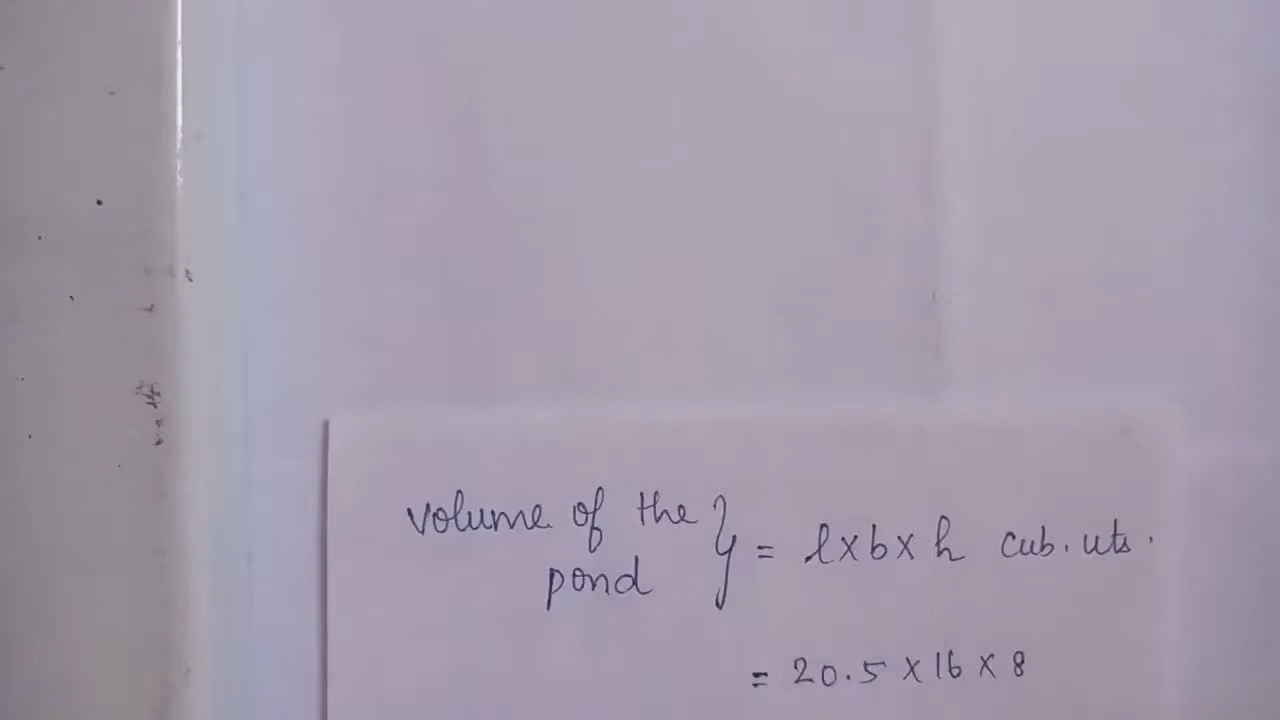 volume of the } = l×b×h cub. uts.
pond
= 20.5 × 16 × 8